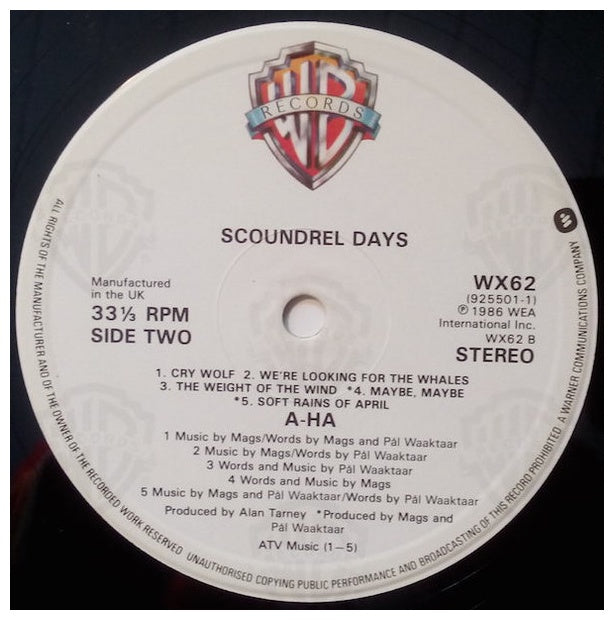 WB
RECORDS
SCOUNDREL DAYS
Manufactured
in the UK
33⅓ RPM
SIDE TWO
WX62
(925501-1)
℗ 1986 WEA
International Inc.
WX62 B
STEREO
1. CRY WOLF 2. WE'RE LOOKING FOR THE WHALES
3. THE WEIGHT OF THE WIND *4. MAYBE, MAYBE
*5. SOFT RAINS OF APRIL
A-HA
1 Music by Mags/Words by Mags and Pål Waaktaar
2 Music by Mags/Words by Pål Waaktaar
3 Words and Music by Pål Waaktaar
4 Words and Music by Mags
5 Music by Mags and Pål Waaktaar/Words by Pål Waaktaar
Produced by Alan Tarney *Produced by Mags and
Pål Waaktaar
ATV Music (1—5)
ALL RIGHTS OF THE MANUFACTURER AND OF THE OWNER OF THE RECORDED WORK RESERVED UNAUTHORISED COPYING PUBLIC PERFORMANCE AND BROADCASTING OF THIS RECORD PROHIBITED A WARNER COMMUNICATIONS COMPANY